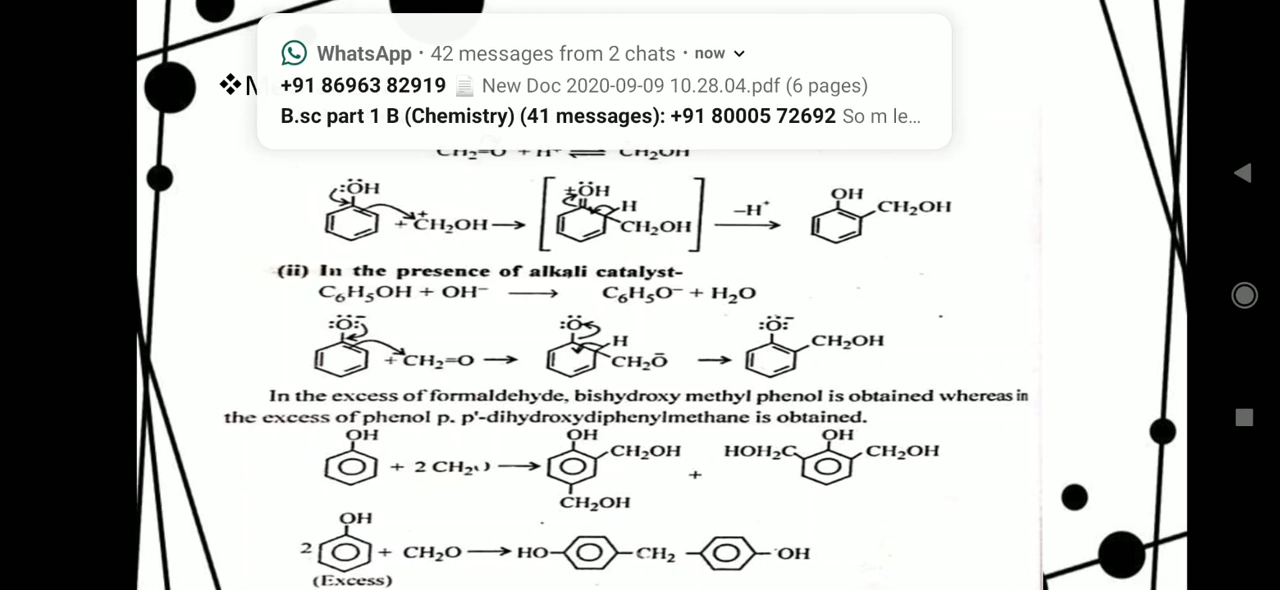 WhatsApp · 42 messages from 2 chats · now
❖M
+91 86963 82919 📄 New Doc 2020-09-09 10.28.04.pdf (6 pages)
B.sc part 1 B (Chemistry) (41 messages): +91 80005 72692 So m le...
CH₂=O + H⁺ ⇌ CH₂OH
:ÖH +ÖH OH
H –H⁺ CH₂OH
+ ⁺CH₂OH → CH₂OH →
(ii) In the presence of alkali catalyst-
C₆H₅OH + OH⁻ → C₆H₅O⁻ + H₂O
:Ö:⁻ :Ö :Ö:⁻
H CH₂OH
+ CH₂=O → CH₂Ō →
In the excess of formaldehyde, bishydroxy methyl phenol is obtained whereas in
the excess of phenol p. p'-dihydroxydiphenylmethane is obtained.
OH OH OH
CH₂OH HOH₂C CH₂OH
+ 2 CH₂O → +
CH₂OH
OH
2 + CH₂O → HO CH₂ OH
(Excess)